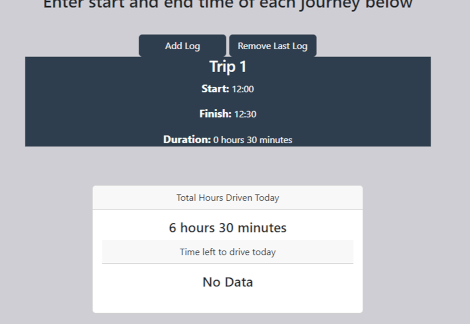 Enter start and end time of each journey below
Add Log Remove Last Log
Trip 1
Start: 12:00
Finish: 12:30
Duration: 0 hours 30 minutes
Total Hours Driven Today
6 hours 30 minutes
Time left to drive today
No Data